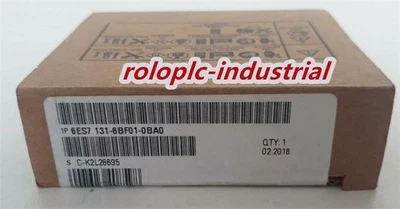 roloplc-industrial
1P 6ES7 131-6BF01-0BA0
QTY: 1
02.2018
S C-K2L26695